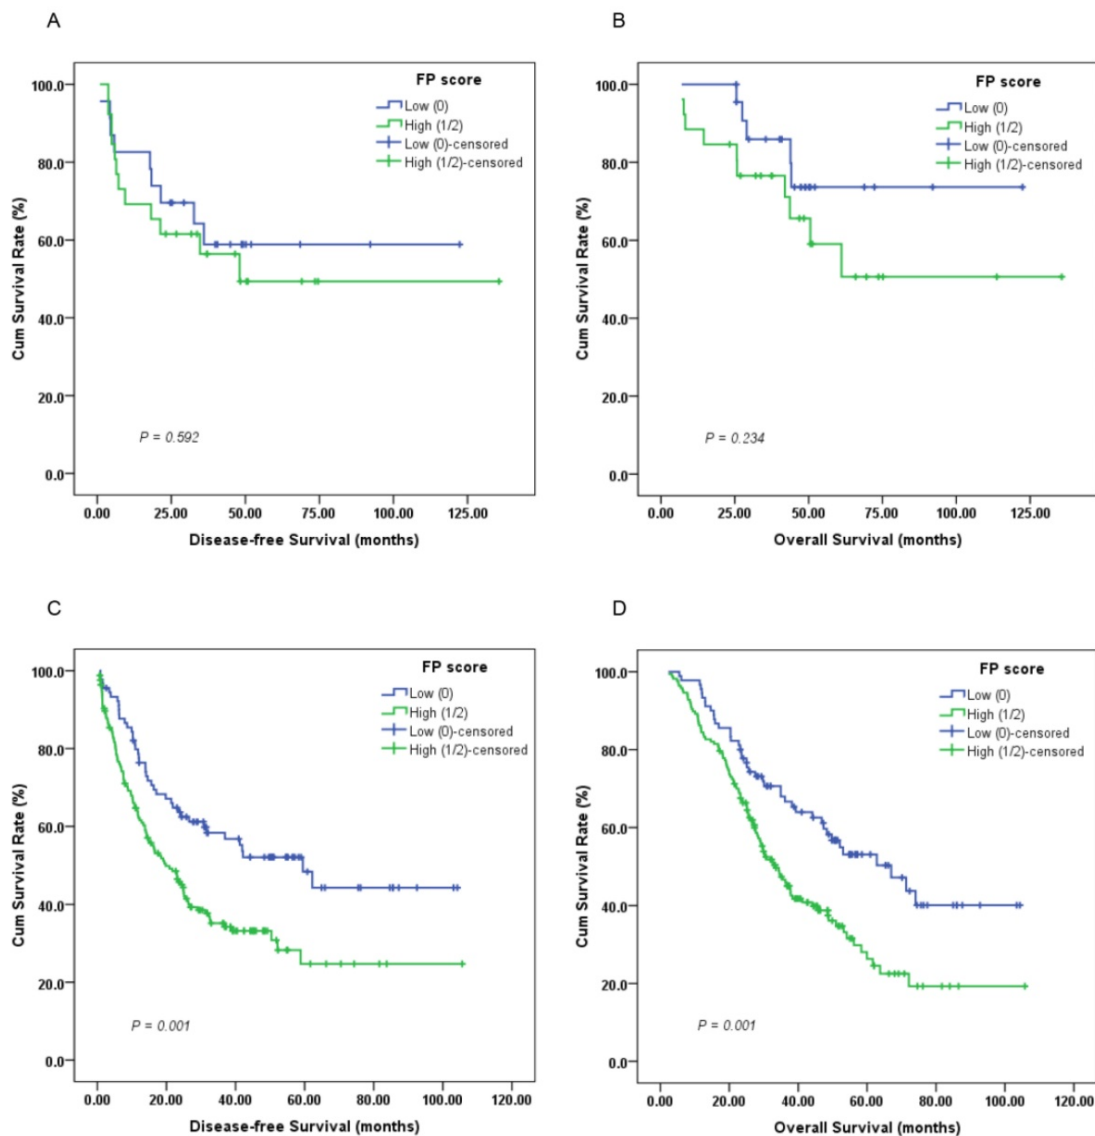 A
FP score
Low (0)
High (1/2)
Low (0)-censored
High (1/2)-censored
Cum Survival Rate (%)
100.0
80.0
60.0
40.0
20.0
0.0
P = 0.592
0.00 25.00 50.00 75.00 100.00 125.00
Disease-free Survival (months)
B
FP score
Low (0)
High (1/2)
Low (0)-censored
High (1/2)-censored
Cum Survival Rate (%)
100.0
80.0
60.0
40.0
20.0
0.0
P = 0.234
0.00 25.00 50.00 75.00 100.00 125.00
Overall Survival (months)
C
FP score
Low (0)
High (1/2)
Low (0)-censored
High (1/2)-censored
Cum Survival Rate (%)
100.0
80.0
60.0
40.0
20.0
0.0
P = 0.001
0.00 20.00 40.00 60.00 80.00 100.00 120.00
Disease-free Survival (months)
D
FP score
Low (0)
High (1/2)
Low (0)-censored
High (1/2)-censored
Cum Survival Rate (%)
100.0
80.0
60.0
40.0
20.0
0.0
P = 0.001
0.00 20.00 40.00 60.00 80.00 100.00 120.00
Overall Survival (months)